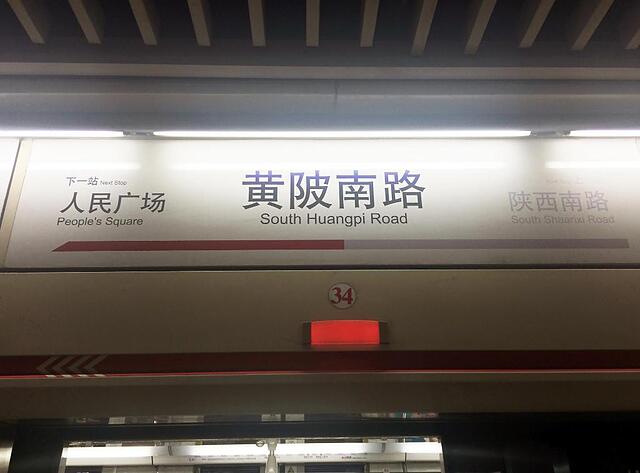 下一站 Next Stop
人民广场
People's Square
黄陂南路
South Huangpi Road
陕西南路
South Shaanxi Road
34